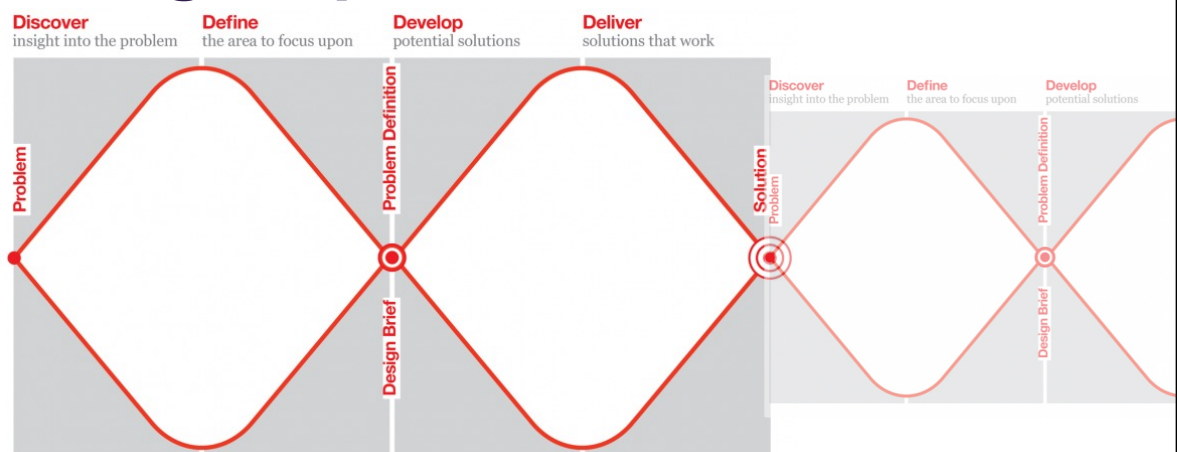 Discover
insight into the problem
Define
the area to focus upon
Develop
potential solutions
Deliver
solutions that work
Problem
Problem Definition
Design Brief
Solution
Discover
insight into the problem
Define
the area to focus upon
Develop
potential solutions
Problem
Problem Definition
Design Brief